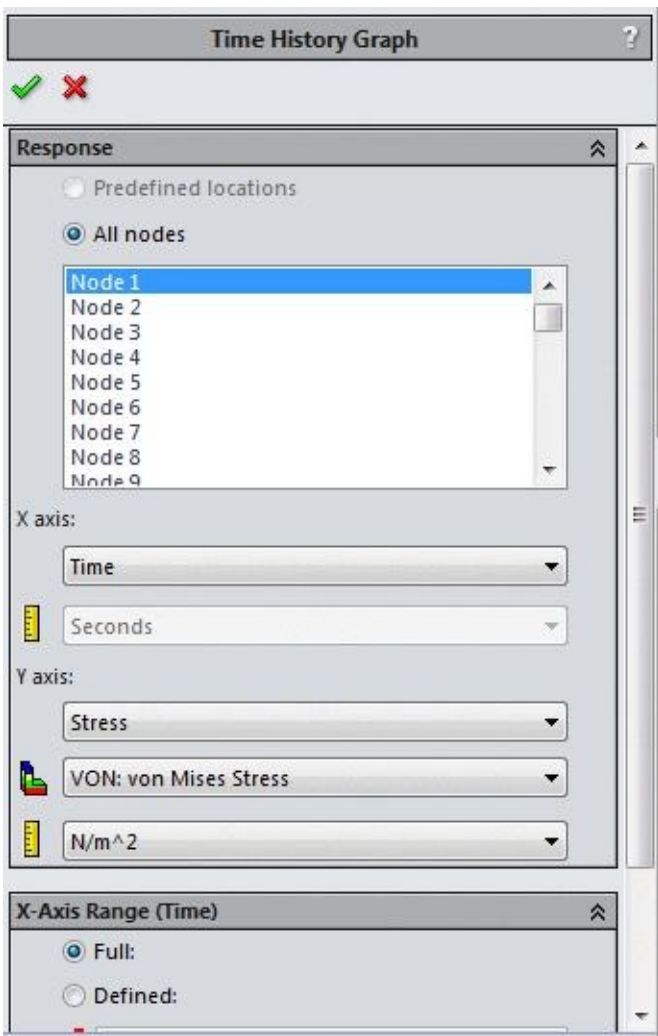 Time History Graph
?
Response
Predefined locations
All nodes
Node 1
Node 2
Node 3
Node 4
Node 5
Node 6
Node 7
Node 8
Node 9
X axis:
Time
Seconds
Y axis:
Stress
VON: von Mises Stress
N/m^2
X-Axis Range (Time)
Full:
Defined: